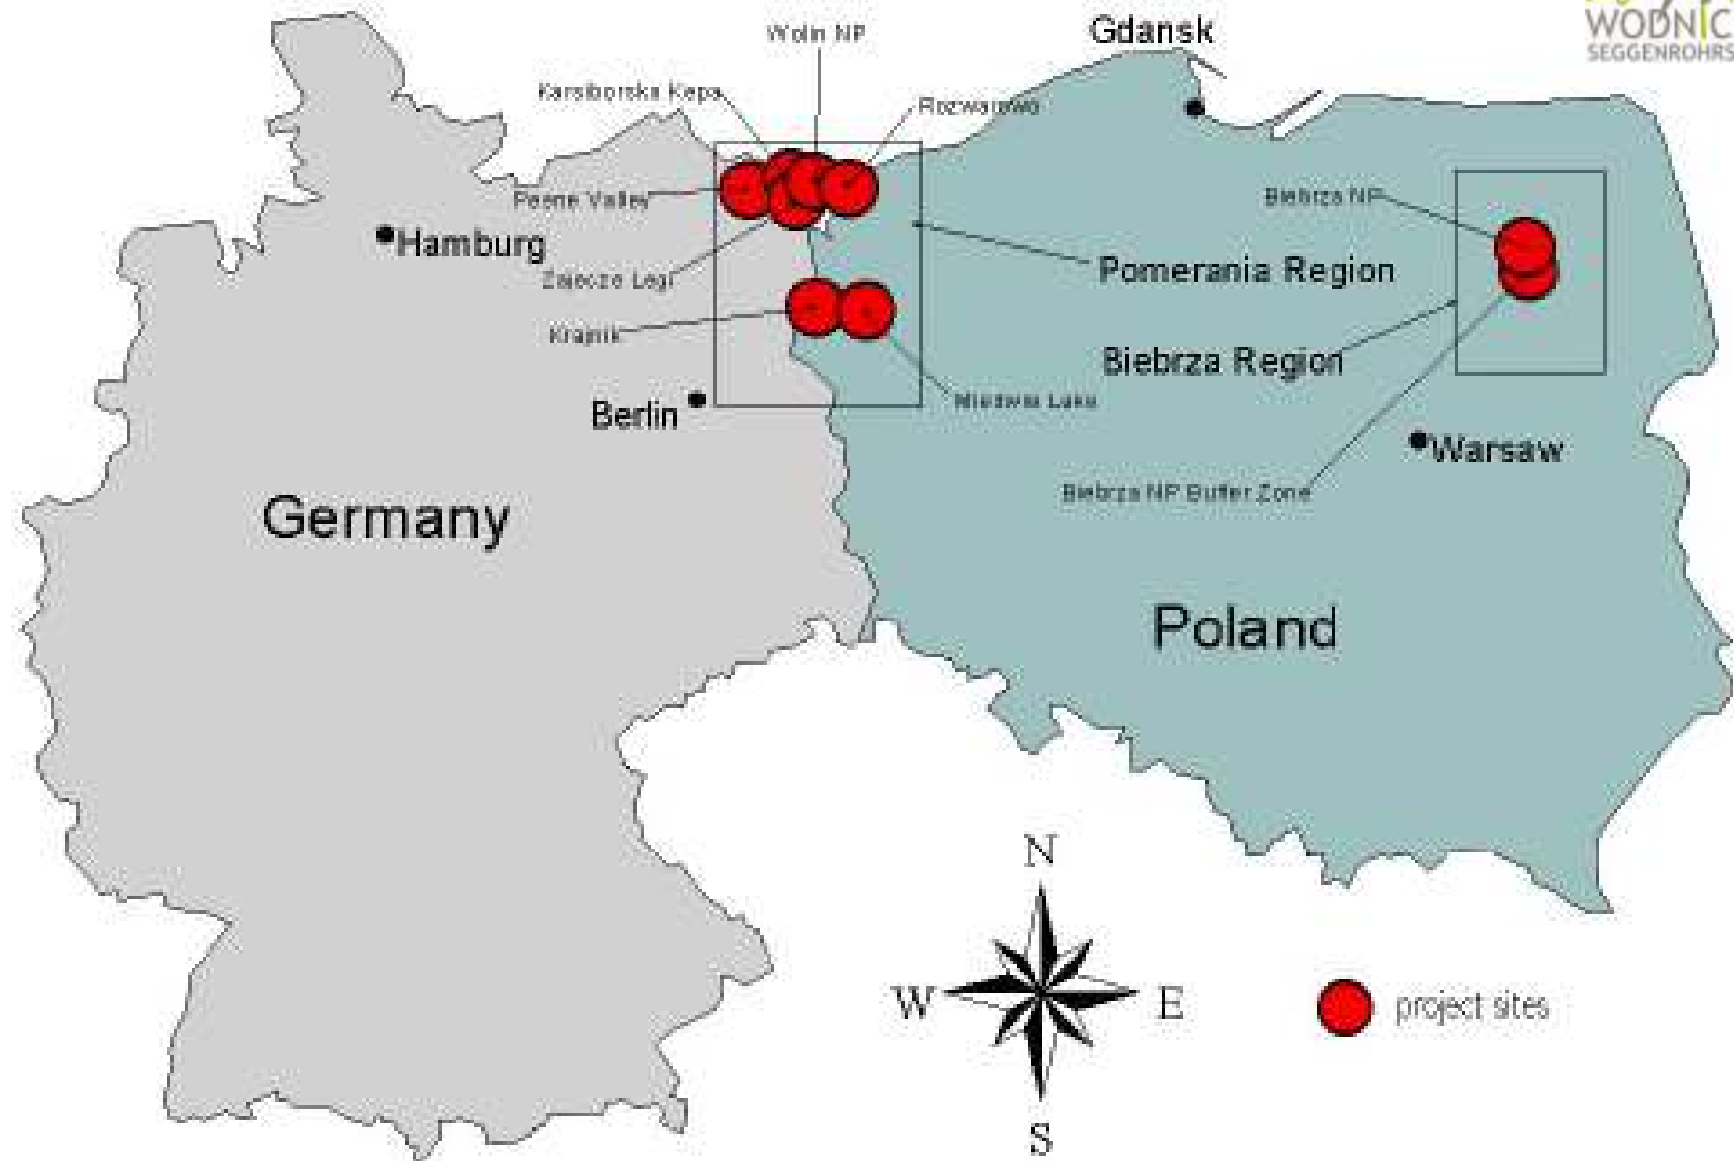 WODNIC
SEGGENROHRS
Wolin NP
Gdansk
Karsiborska Kepa
Rozwarowo
Peene Valley
Biebrza NP
Hamburg
Zajecze Legi
Pomerania Region
Krajnik
Biebrza Region
Berlin
Miedwie Lake
Warsaw
Biebrza NP Buffer Zone
Germany
Poland
N
W
E
S
project sites